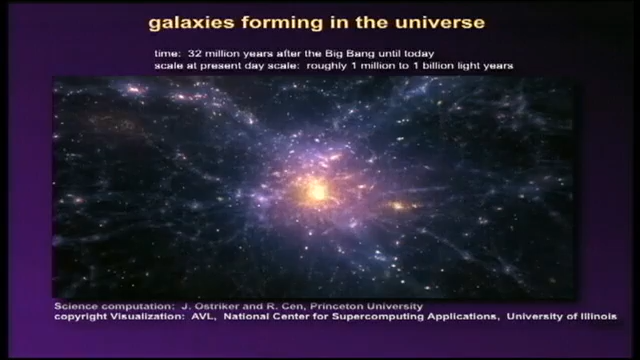 galaxies forming in the universe
time: 32 million years after the Big Bang until today
scale at present day scale: roughly 1 million to 1 billion light years
Science computation: J. Ostriker and R. Cen, Princeton University
copyright Visualization: AVL, National Center for Supercomputing Applications, University of Illinois